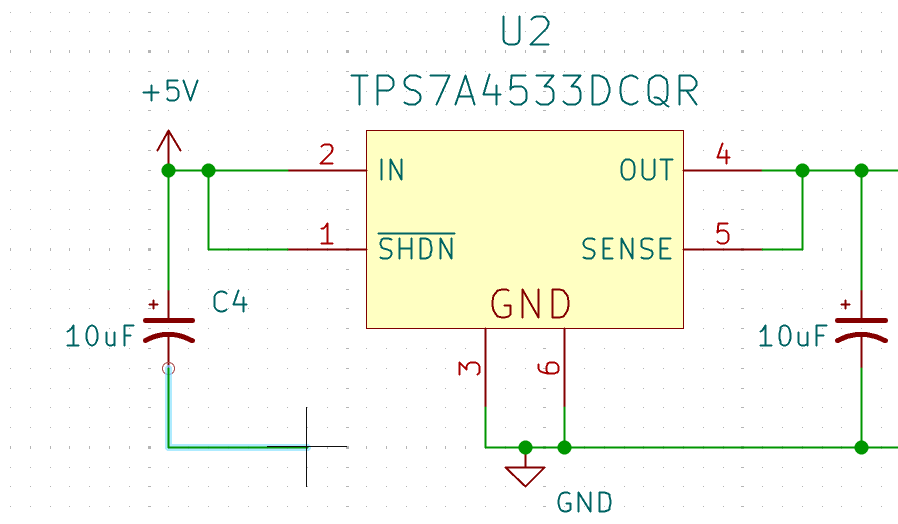 U2
TPS7A4533DCQR
+5V
2
IN
OUT
4
1
SHDN
SENSE
5
GND
+
C4
10uF
+
10uF
3
6
GND